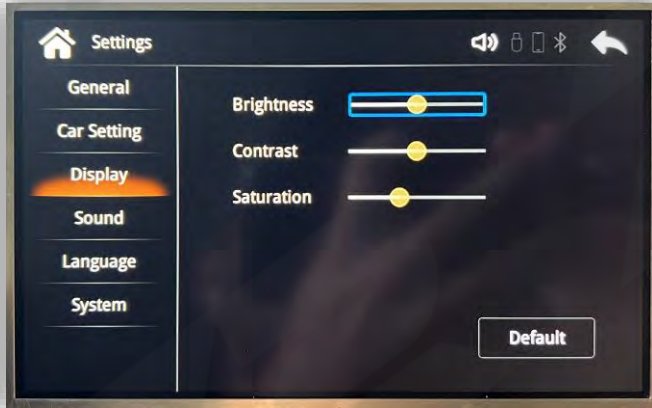 Settings
General
Car Setting
Display
Sound
Language
System
Brightness
Contrast
Saturation
Default